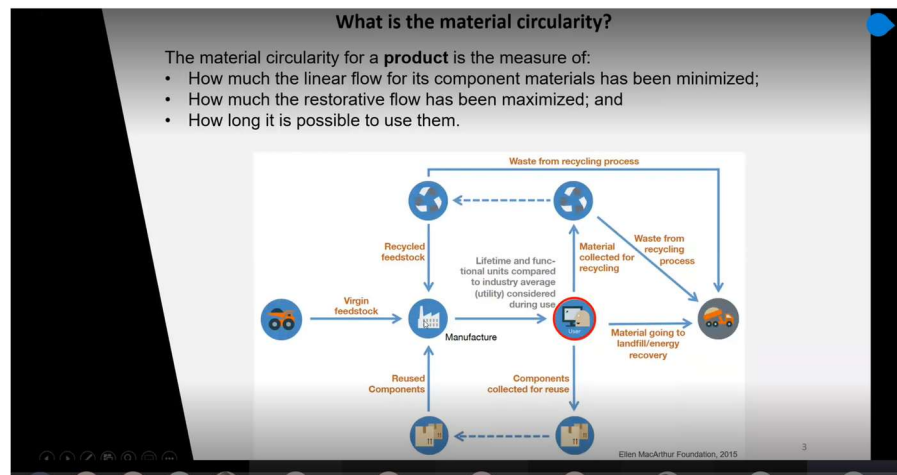 What is the material circularity?
The material circularity for a product is the measure of:
• How much the linear flow for its component materials has been minimized;
• How much the restorative flow has been maximized; and
• How long it is possible to use them.
Waste from recycling process
Recycled
feedstock
Lifetime and func-
tional units compared
to industry average
(utility) considered
during use
Material
collected for
recycling
Waste from
recycling
process
Virgin
feedstock
Manufacture
User
Material going to
landfill/energy
recovery
Reused
Components
Components
collected for reuse
Ellen MacArthur Foundation, 2015
3